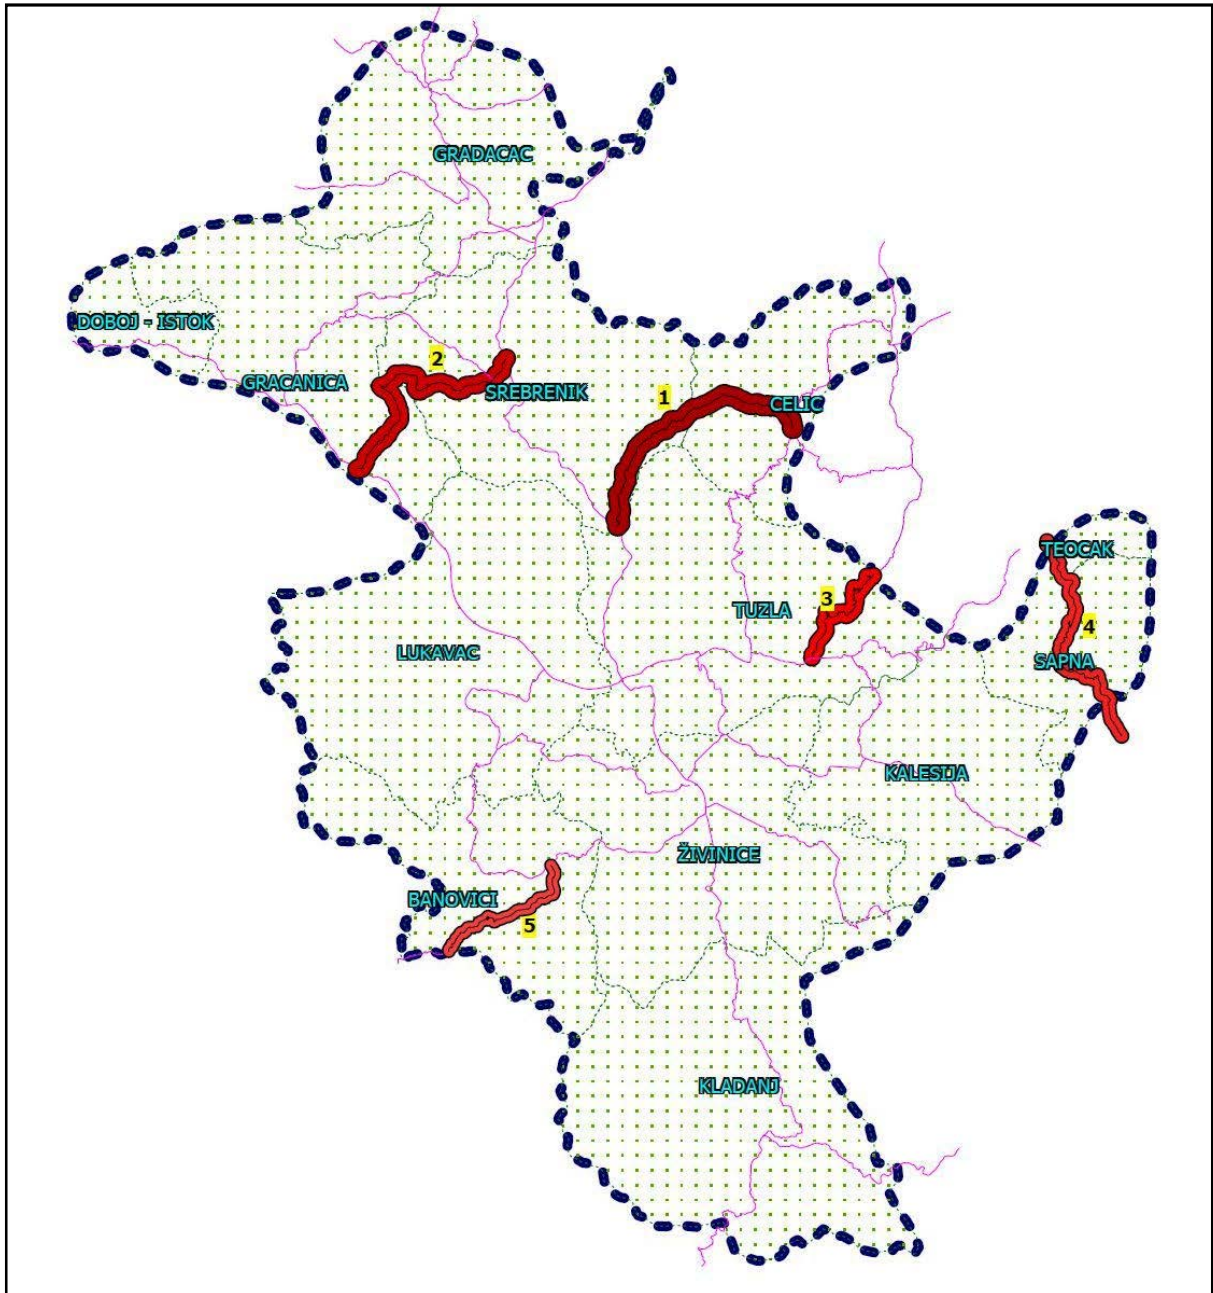 GRADACAC
DOBOJ - ISTOK
2
GRACANICA
SREBRENIK
1
CELIC
TEOCAK
3
TUZLA
4
LUKAVAC
SAPNA
KALESIJA
ŽIVINICE
BANOVICI
5
KLADANJ